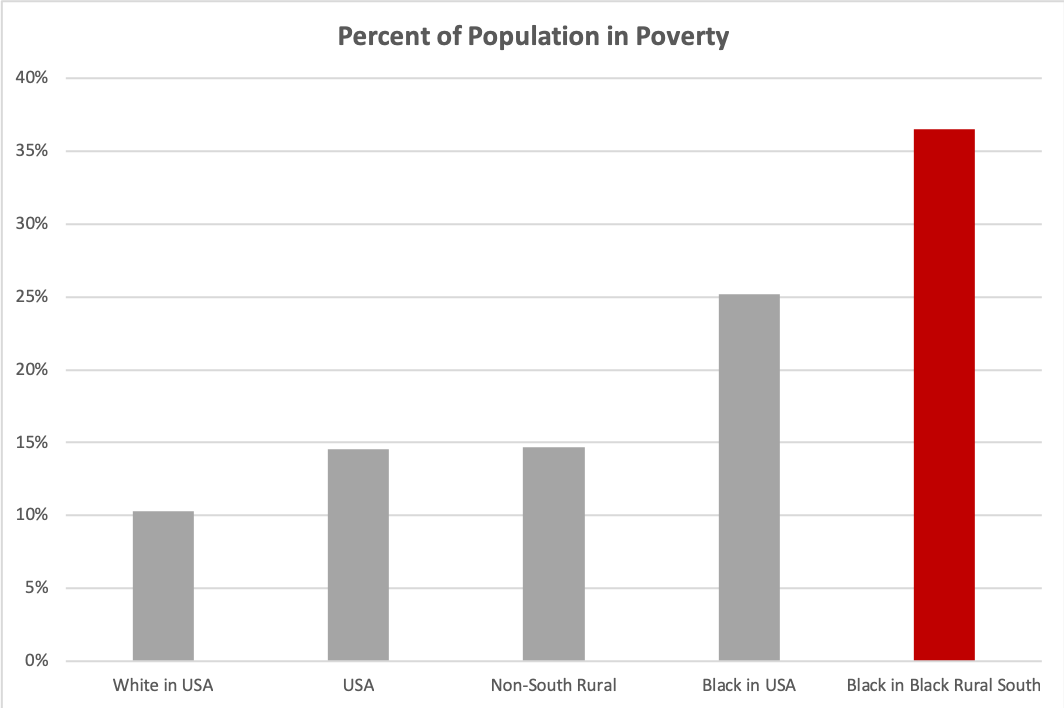 Percent of Population in Poverty
40%
35%
30%
25%
20%
15%
10%
5%
0%
White in USA
USA
Non-South Rural
Black in USA
Black in Black Rural South